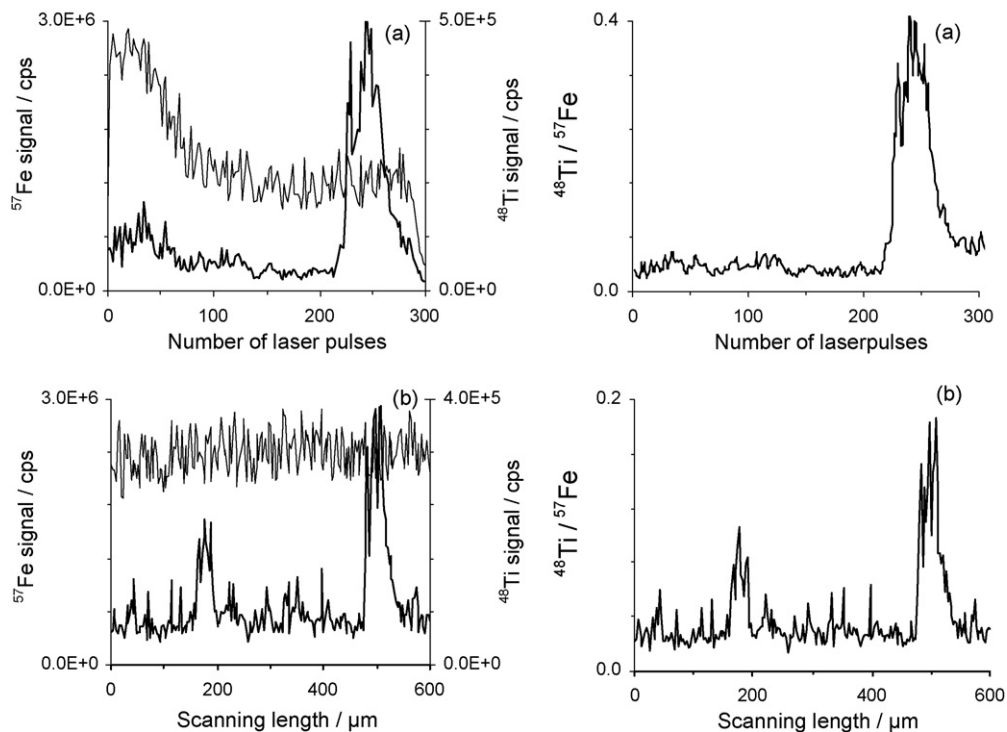 3.0E+6
(a)
5.0E+5
⁵⁷Fe signal / cps
⁴⁸Ti signal / cps
0.0E+0
0.0E+0
0
100
200
300
Number of laser pulses
0.4
(a)
⁴⁸Ti / ⁵⁷Fe
0.0
0
100
200
300
Number of laserpulses
3.0E+6
(b)
4.0E+5
⁵⁷Fe signal / cps
⁴⁸Ti signal / cps
0.0E+0
0.0E+0
0
200
400
600
Scanning length / µm
0.2
(b)
⁴⁸Ti / ⁵⁷Fe
0.0
0
200
400
600
Scanning length / µm